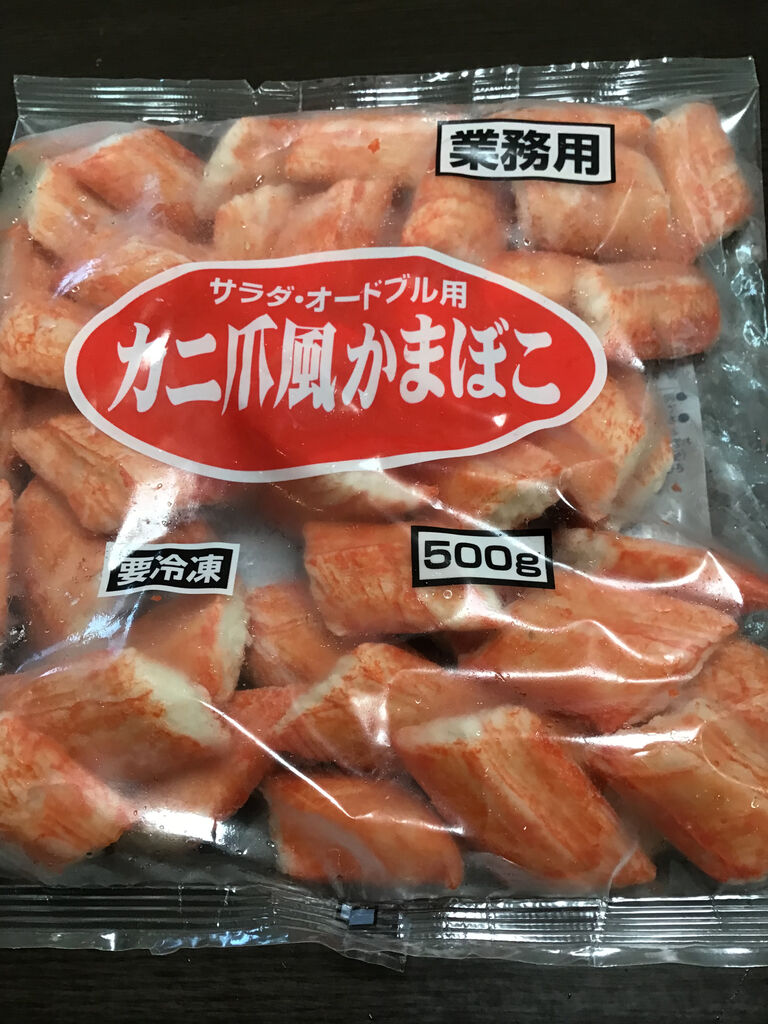 業務用
サラダ・オードブル用
カニ爪風かまぼこ
500g
要冷凍